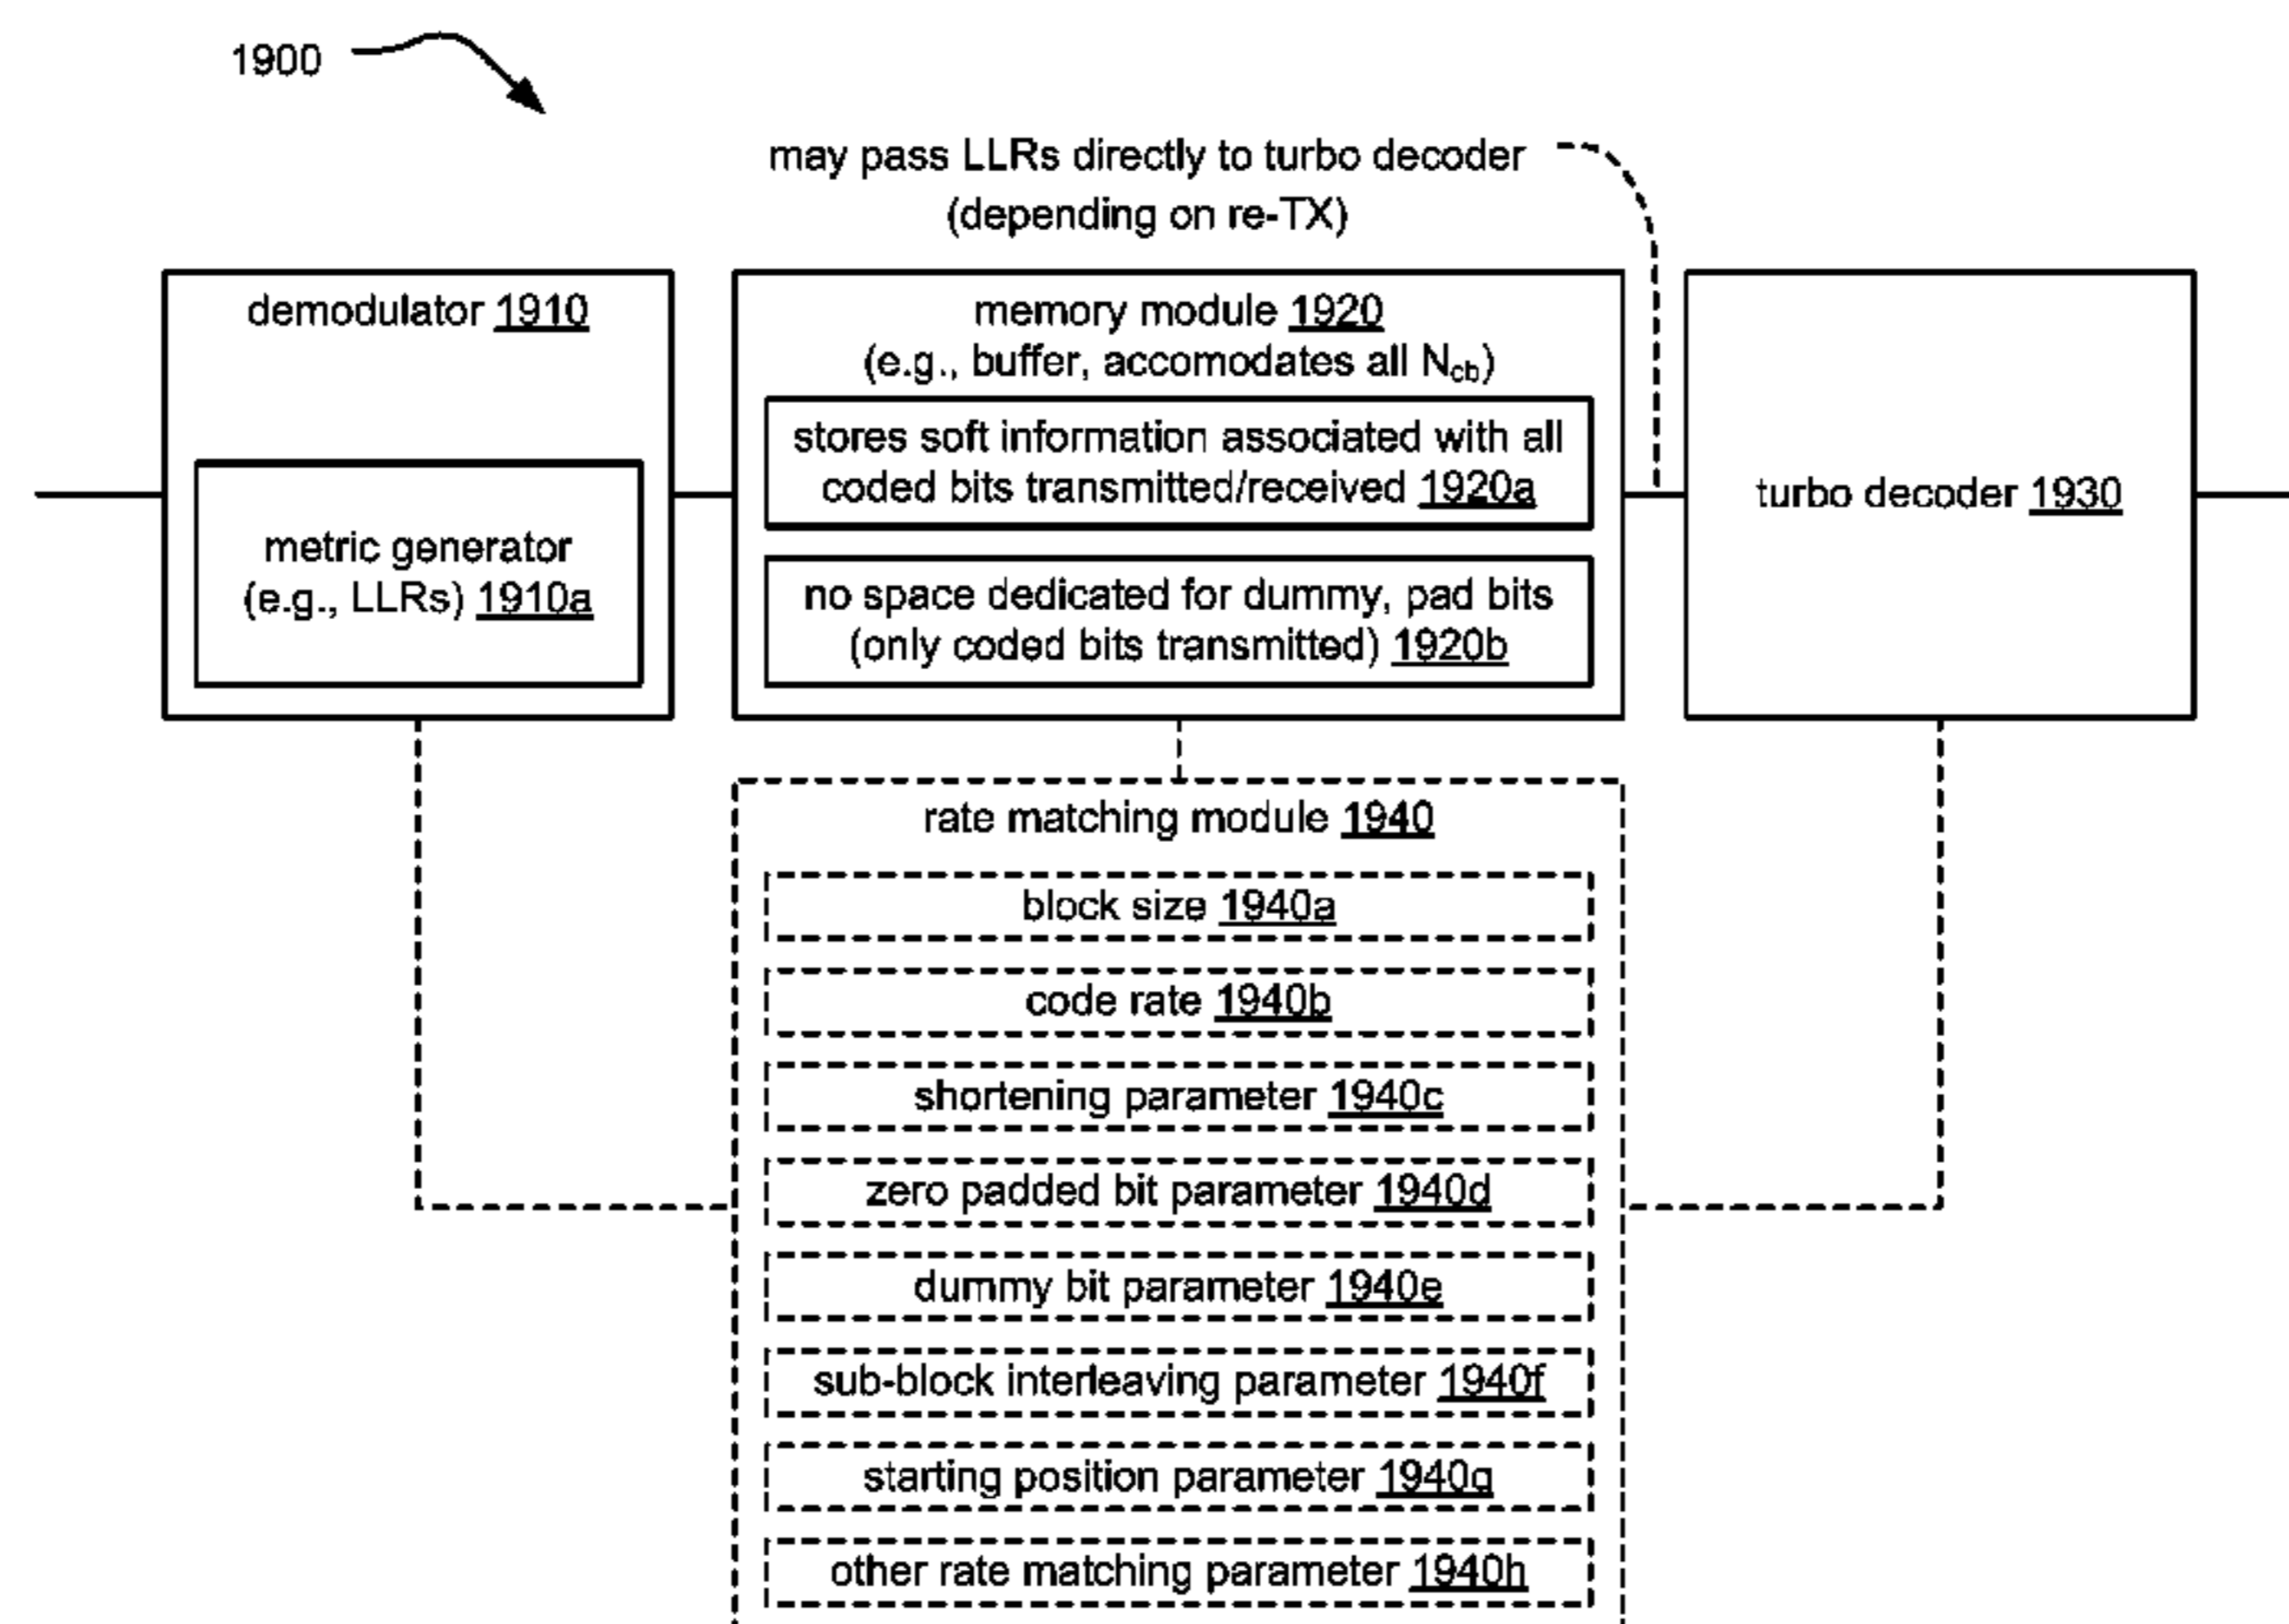 1900
may pass LLRs directly to turbo decoder
(depending on re-TX)
demodulator 1910
metric generator
(e.g., LLRs) 1910a
memory module 1920
(e.g., buffer, accomodates all Ncb)
stores soft information associated with all
coded bits transmitted/received 1920a
no space dedicated for dummy, pad bits
(only coded bits transmitted) 1920b
turbo decoder 1930
rate matching module 1940
block size 1940a
code rate 1940b
shortening parameter 1940c
zero padded bit parameter 1940d
dummy bit parameter 1940e
sub-block interleaving parameter 1940f
starting position parameter 1940g
other rate matching parameter 1940h